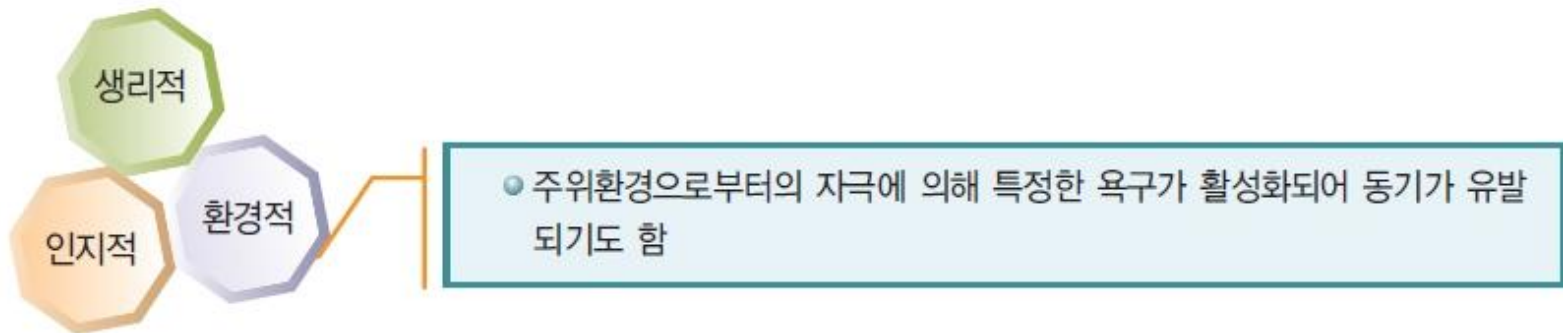 생리적
인지적
환경적
주위환경으로부터의 자극에 의해 특정한 욕구가 활성화되어 동기가 유발
되기도 함